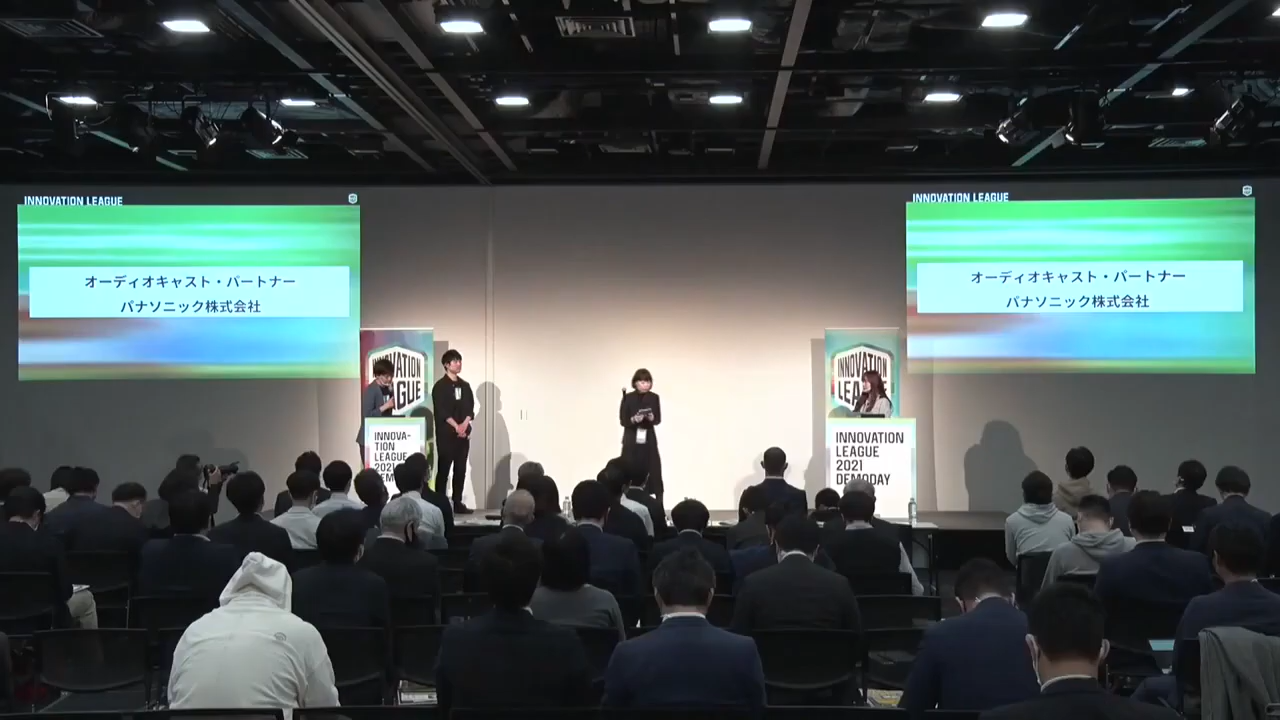 INNOVATION LEAGUE
オーディオキャスト・パートナー
パナソニック株式会社
INNOVATION LEAGUE
オーディオキャスト・パートナー
パナソニック株式会社
INNOVATION
LEAGUE
INNOVA-
TION
LEAGUE
2021
DEM
INNOVATION
LEA
INNOVATION
LEAGUE
2021
DEMODAY